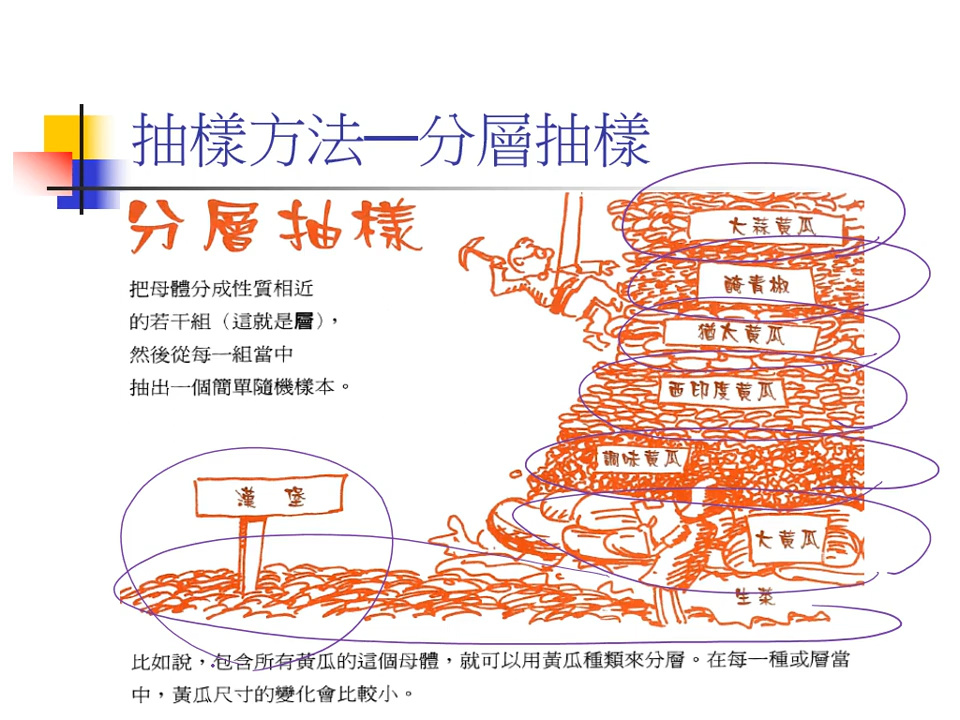 抽樣方法—分層抽樣
分層抽樣
把母體分成性質相近
的若干組（這就是層），
然後從每一組當中
抽出一個簡單隨機樣本。
大蒜黃瓜
醃青椒
猶太黃瓜
西印度黃瓜
調味黃瓜
漢堡
大黃瓜
生菜
比如說，包含所有黃瓜的這個母體，就可以用黃瓜種類來分層。在每一種或層當
中，黃瓜尺寸的變化會比較小。